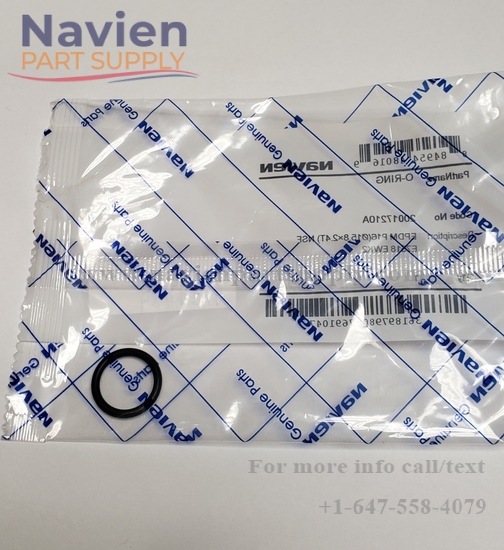 Navien
PART SUPPLY
NAVIEN
Genuine Parts
PartName
O-RING
Code No
20017210A
Description
EPDM P16(Ø15.8×2.4T) NSF
For more info call/text
+1-647-558-4079